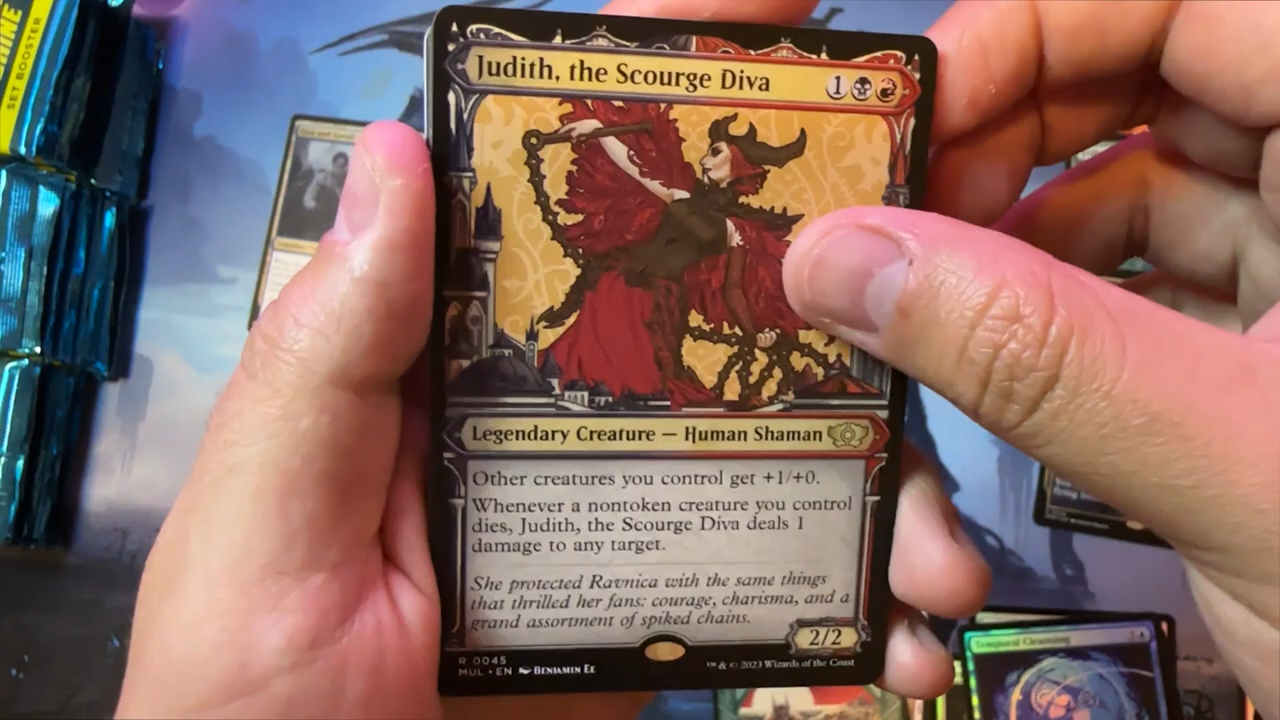 SET BOOSTER
Judith, the Scourge Diva 1
Legendary Creature — Human Shaman
Other creatures you control get +1/+0.
Whenever a nontoken creature you control
dies, Judith, the Scourge Diva deals 1
damage to any target.
She protected Ravnica with the same things
that thrilled her fans: courage, charisma, and a
grand assortment of spiked chains.
2/2
R 0045
MUL • EN Benjamin Ee
™ & © 2023 Wizards of the Coast
Temporal Cleansing 3